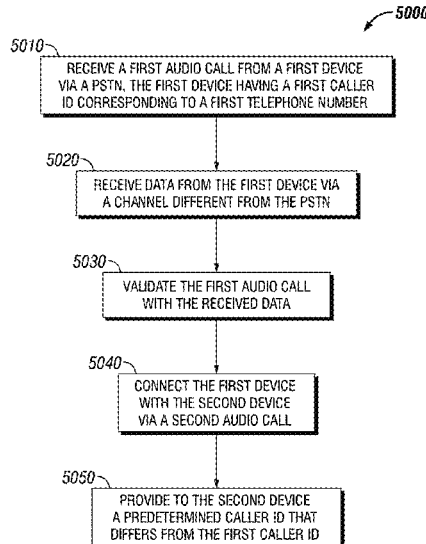 5000
5010
RECEIVE A FIRST AUDIO CALL FROM A FIRST DEVICE
VIA A PSTN, THE FIRST DEVICE HAVING A FIRST CALLER
ID CORRESPONDING TO A FIRST TELEPHONE NUMBER
5020
RECEIVE DATA FROM THE FIRST DEVICE VIA
A CHANNEL DIFFERENT FROM THE PSTN
5030
VALIDATE THE FIRST AUDIO CALL
WITH THE RECEIVED DATA
5040
CONNECT THE FIRST DEVICE
WITH THE SECOND DEVICE
VIA A SECOND AUDIO CALL
5050
PROVIDE TO THE SECOND DEVICE
A PREDETERMINED CALLER ID THAT
DIFFERS FROM THE FIRST CALLER ID